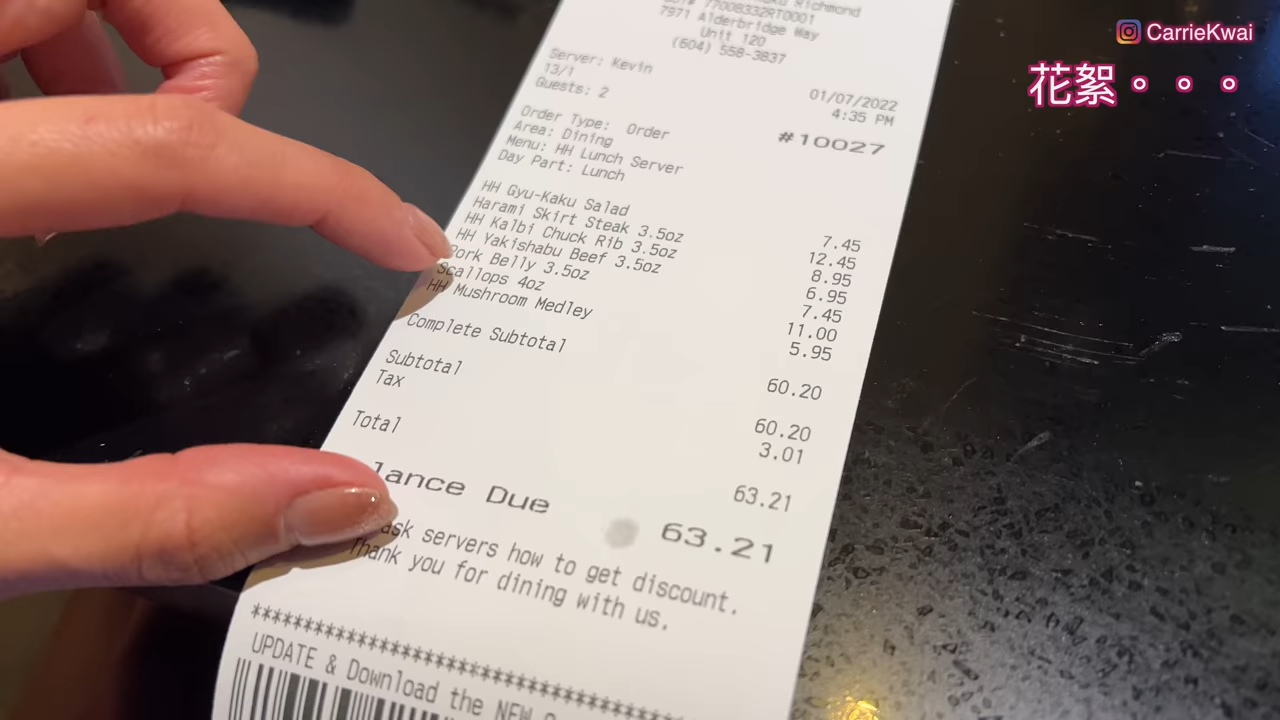 CarrieKwai
花絮。。。
Richmond
77008332RT0001
7971 Alderbridge Way
Unit 120
(604) 558-3837
Server: Kevin
13/1
Guests: 2
01/07/2022
4:35 PM
#10027
Order Type: Order
Area: Dining
Menu: HH Lunch Server
Day Part: Lunch
HH Gyu-Kaku Salad 7.45
Harami Skirt Steak 3.5oz 12.45
HH Kalbi Chuck Rib 3.5oz 8.95
HH Yakishabu Beef 3.5oz 6.95
Pork Belly 3.5oz 7.45
Scallops 4oz 11.00
HH Mushroom Medley 5.95
Complete Subtotal 60.20
Subtotal 60.20
Tax 3.01
Total 63.21
lance Due 63.21
ask servers how to get discount.
Thank you for dining with us.
UPDATE & Download the NEW